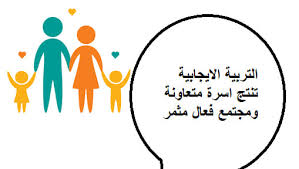 التربية الايجابية
تنتج اسرة متعاونة
ومجتمع فعال مثمر